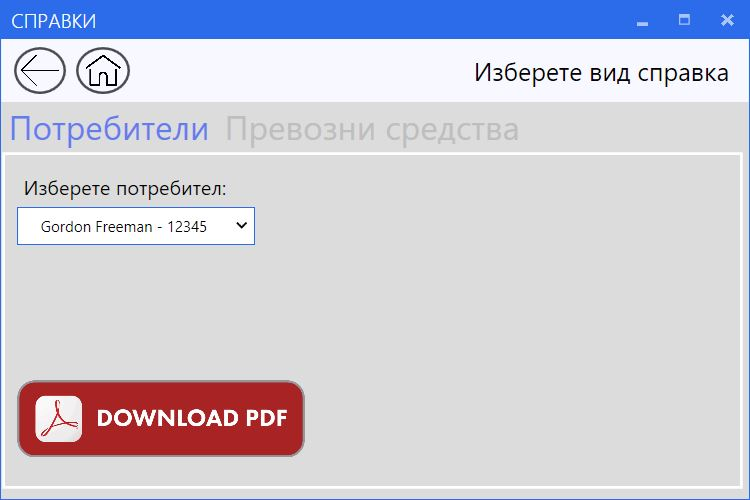 СПРАВКИ
Изберете вид справка
Потребители Превозни средства
Изберете потребител:
Gordon Freeman - 12345
DOWNLOAD PDF